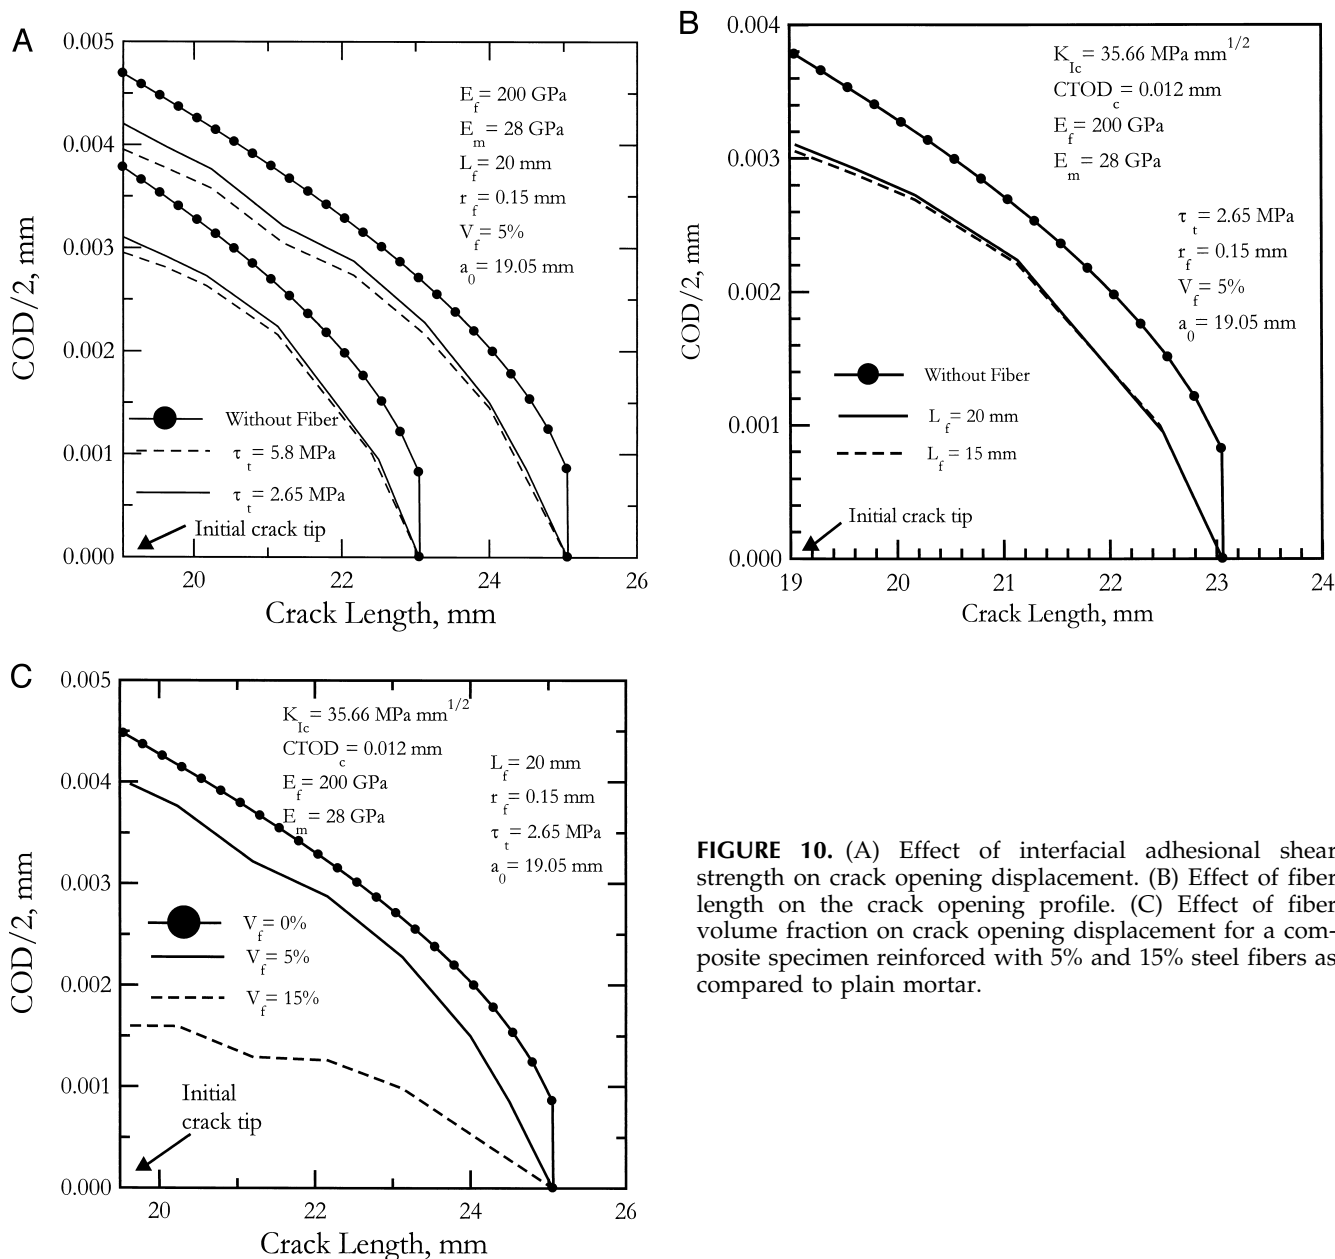 A
0.005
0.004
0.003
0.002
0.001
0.000
COD/2, mm
E_f = 200 GPa
E_m = 28 GPa
L_f = 20 mm
r_f = 0.15 mm
V_f = 5%
a_0 = 19.05 mm
Without Fiber
τ_t = 5.8 MPa
τ_t = 2.65 MPa
Initial crack tip
20 22 24 26
Crack Length, mm
B
0.004
0.003
0.002
0.001
0.000
COD/2, mm
K_Ic = 35.66 MPa mm^1/2
CTOD_c = 0.012 mm
E_f = 200 GPa
E_m = 28 GPa
τ_t = 2.65 MPa
r_f = 0.15 mm
V_f = 5%
a_0 = 19.05 mm
Without Fiber
L_f = 20 mm
L_f = 15 mm
Initial crack tip
19 20 21 22 23 24
Crack Length, mm
C
0.005
0.004
0.003
0.002
0.001
0.000
COD/2, mm
K_Ic = 35.66 MPa mm^1/2
CTOD_c = 0.012 mm
E_f = 200 GPa
E_m = 28 GPa
L_f = 20 mm
r_f = 0.15 mm
τ_t = 2.65 MPa
a_0 = 19.05 mm
V_f = 0%
V_f = 5%
V_f = 15%
Initial
crack tip
20 22 24 26
Crack Length, mm
FIGURE 10. (A) Effect of interfacial adhesional shear
strength on crack opening displacement. (B) Effect of fiber
length on the crack opening profile. (C) Effect of fiber
volume fraction on crack opening displacement for a com-
posite specimen reinforced with 5% and 15% steel fibers as
compared to plain mortar.